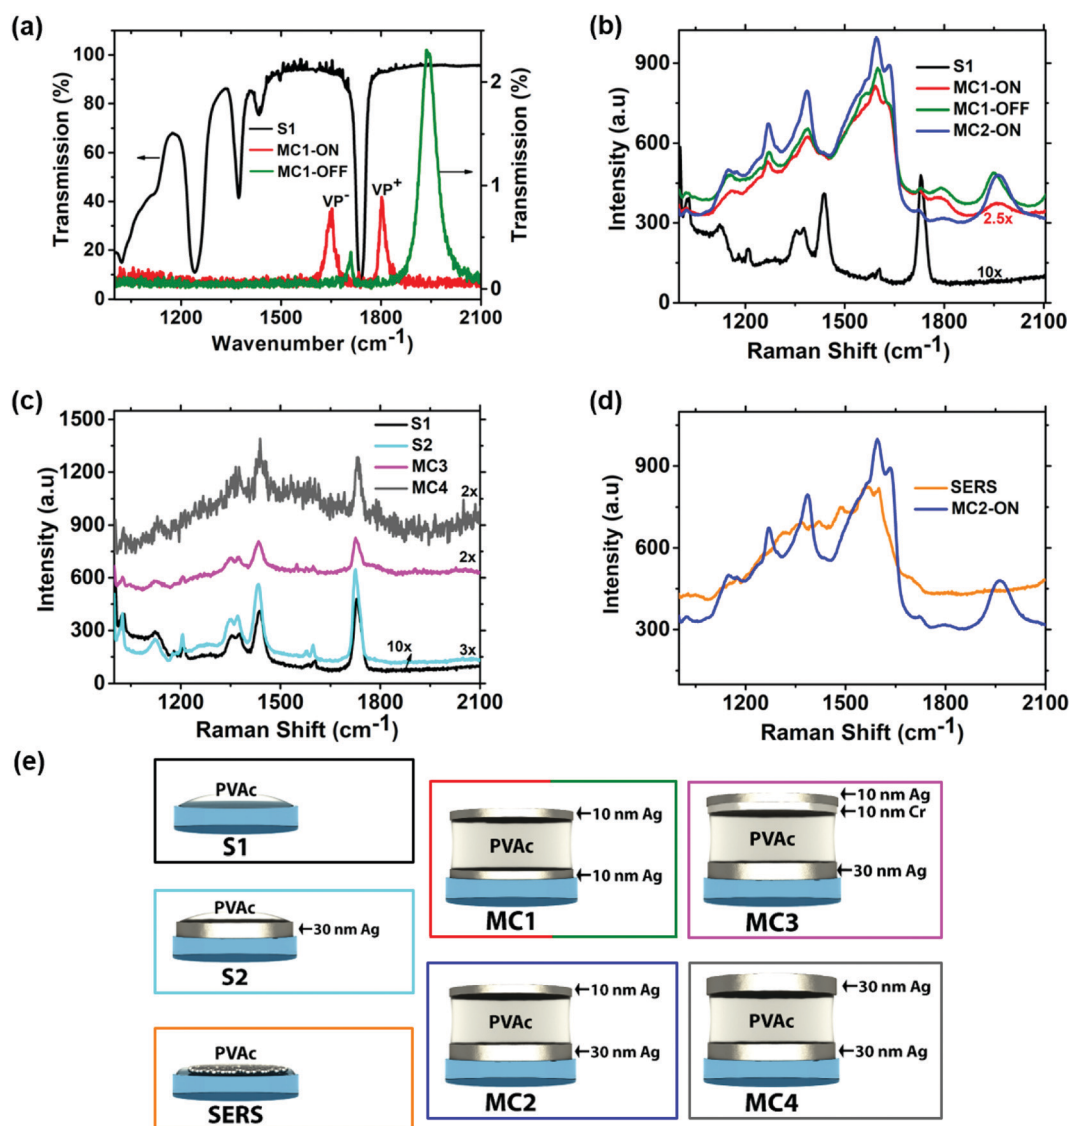 (a)
100
80
60
40
20
0
Transmission (%)
S1
MC1-ON
MC1-OFF
VP-
VP+
2
1
0
Transmission (%)
1200 1500 1800 2100
Wavenumber (cm-1)
(b)
900
600
300
0
Intensity (a.u)
S1
MC1-ON
MC1-OFF
MC2-ON
2.5x
10x
1200 1500 1800 2100
Raman Shift (cm-1)
(c)
1500
1200
900
600
300
0
Intensity (a.u)
S1
S2
MC3
MC4
2x
2x
10x
3x
1200 1500 1800 2100
Raman Shift (cm-1)
(d)
900
600
300
Intensity (a.u)
SERS
MC2-ON
1200 1500 1800 2100
Raman Shift (cm-1)
(e)
PVAc
S1
PVAc
30 nm Ag
S2
PVAc
SERS
10 nm Ag
PVAc
10 nm Ag
MC1
10 nm Ag
PVAc
30 nm Ag
MC2
10 nm Ag
10 nm Cr
PVAc
30 nm Ag
MC3
30 nm Ag
PVAc
30 nm Ag
MC4